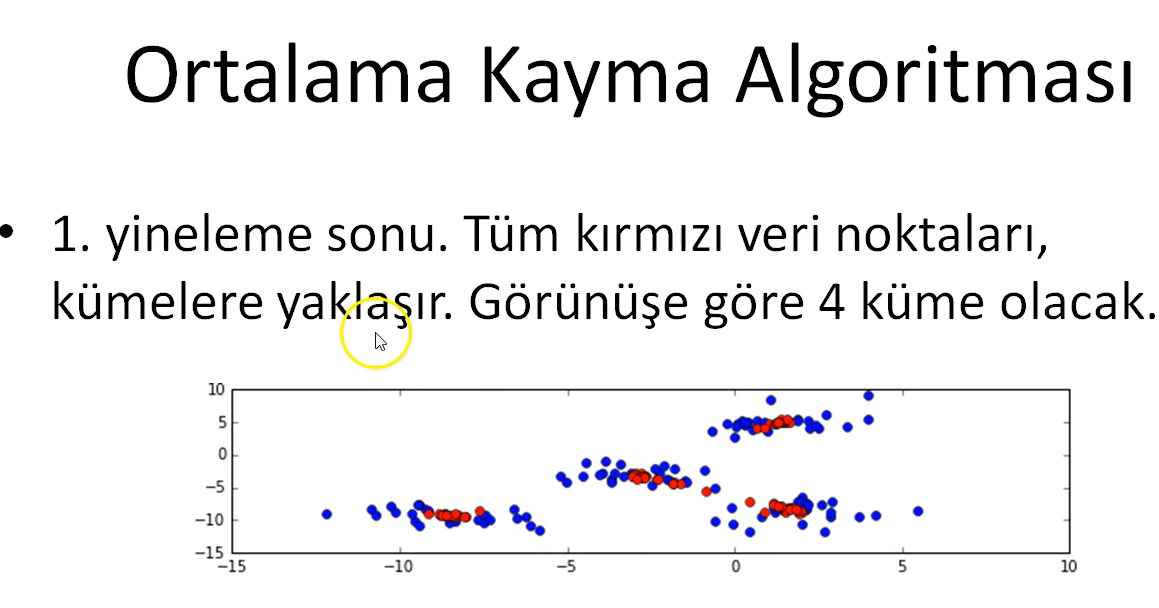 Ortalama Kayma Algoritması
• 1. yineleme sonu. Tüm kırmızı veri noktaları,
kümelere yaklaşır. Görünüşe göre 4 küme olacak.
10
5
0
−5
−10
−15
−15 −10 −5 0 5 10